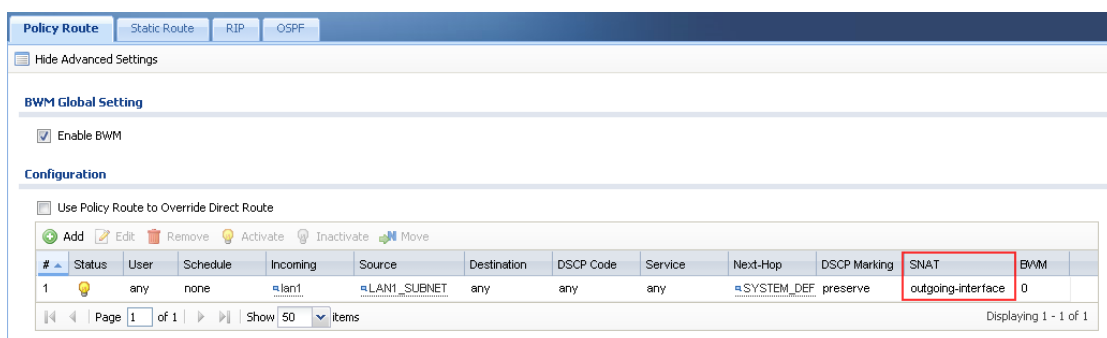 Policy Route Static Route RIP OSPF
Hide Advanced Settings
BWM Global Setting
Enable BWM
Configuration
Use Policy Route to Override Direct Route
Add Edit Remove Activate Inactivate Move
# Status User Schedule Incoming Source Destination DSCP Code Service Next-Hop DSCP Marking SNAT BWM
1 any none lan1 LAN1_SUBNET any any any SYSTEM_DEF preserve outgoing-interface 0
Page 1 of 1 Show 50 items Displaying 1 - 1 of 1